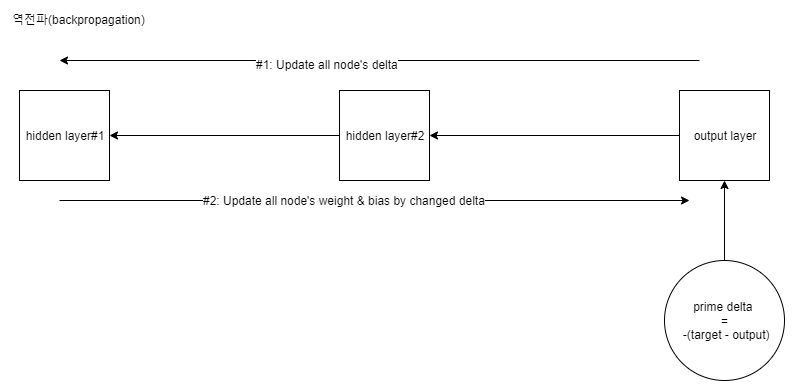 역전파(backpropagation)
#1: Update all node's delta
hidden layer#1
hidden layer#2
output layer
#2: Update all node's weight & bias by changed delta
prime delta
=
-(target - output)